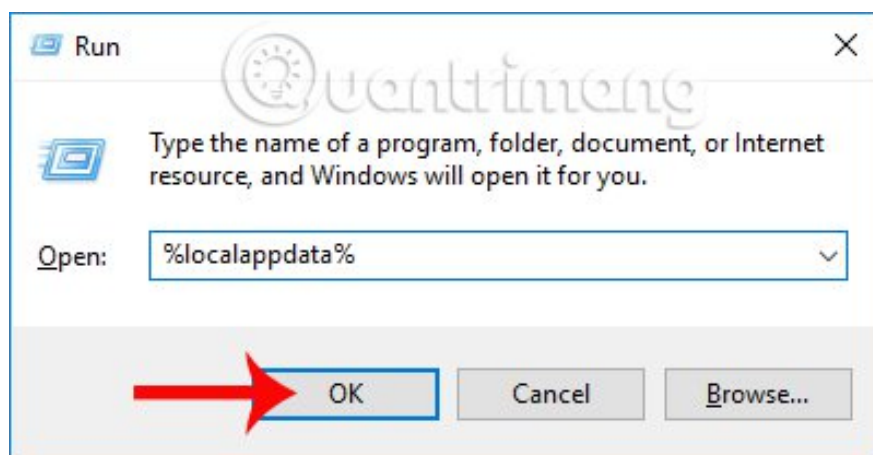 Run
Quantrimang
Type the name of a program, folder, document, or Internet
resource, and Windows will open it for you.
Open: %localappdata%
OK Cancel Browse...